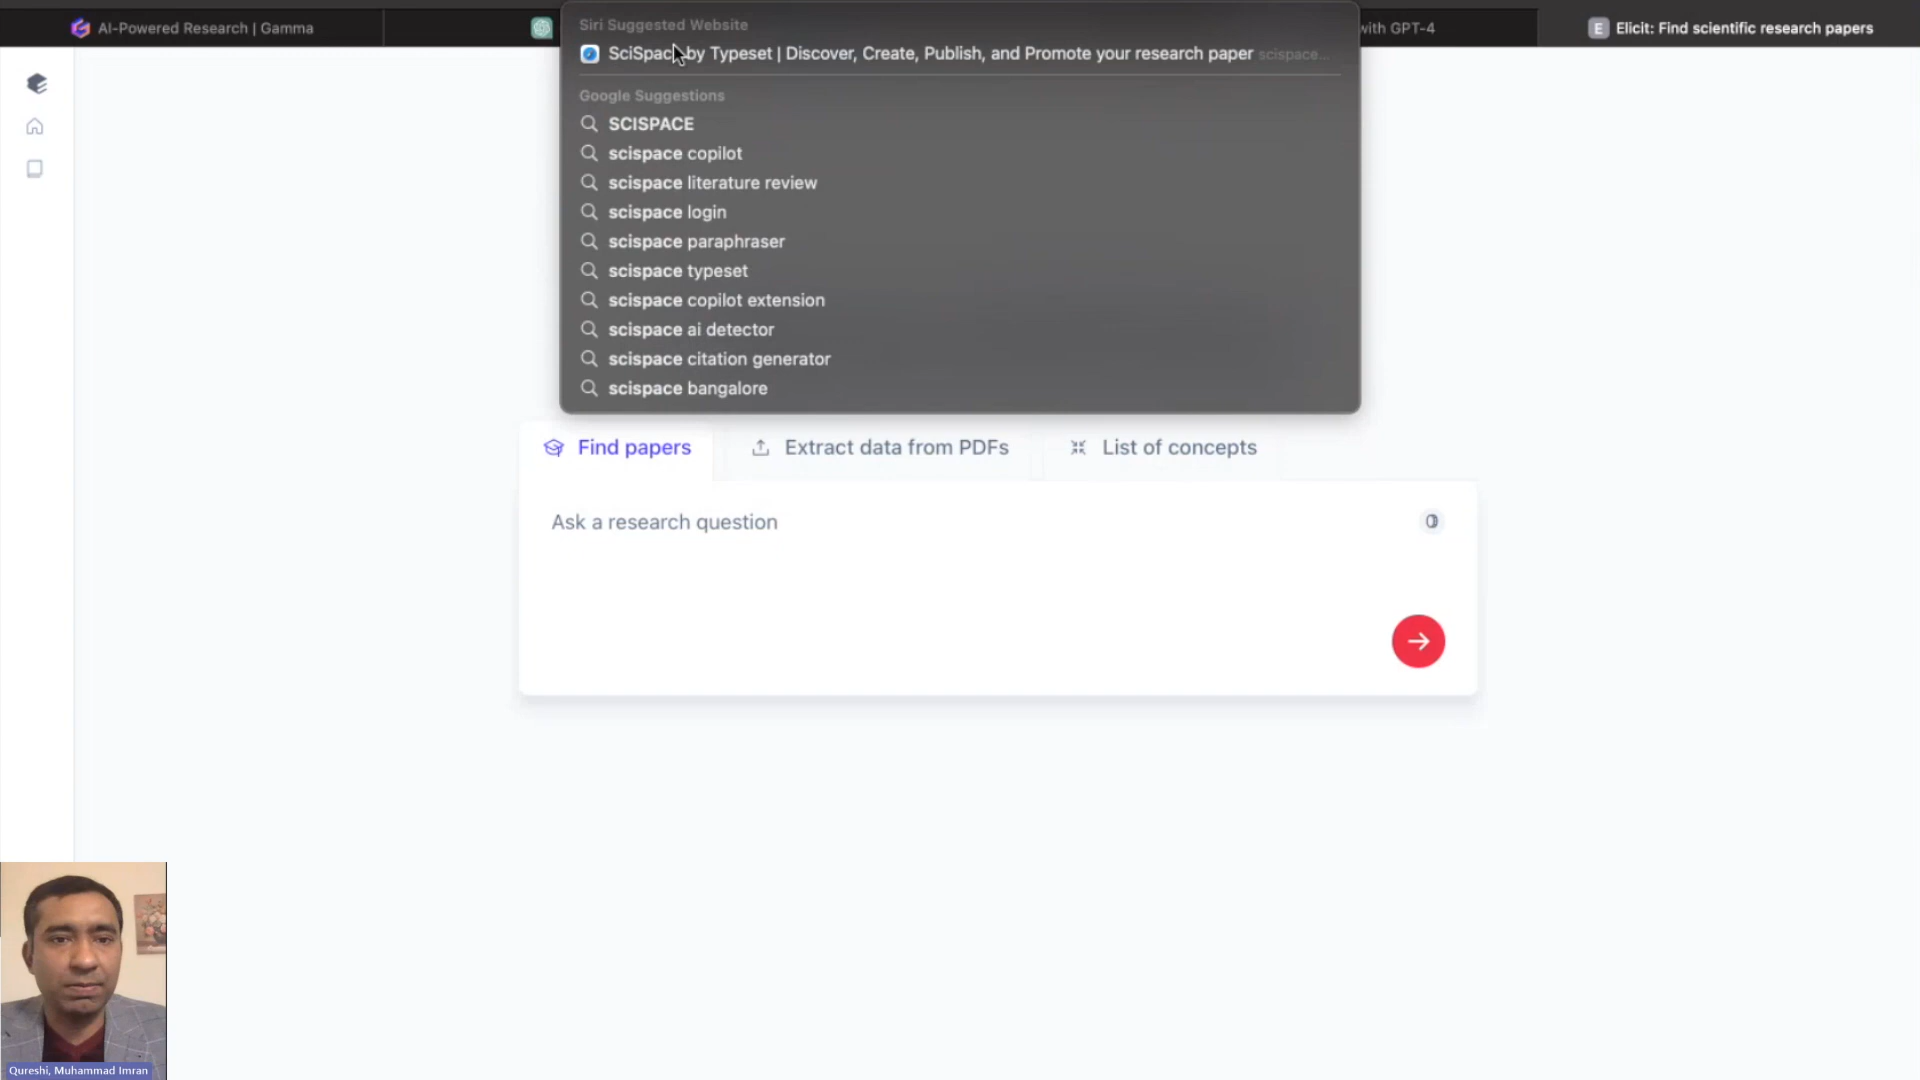 AI-Powered Research | Gamma
with GPT-4
E Elicit: Find scientific research papers
Siri Suggested Website
SciSpace by Typeset | Discover, Create, Publish, and Promote your research paper scispace...
Google Suggestions
SCISPACE
scispace copilot
scispace literature review
scispace login
scispace paraphraser
scispace typeset
scispace copilot extension
scispace ai detector
scispace citation generator
scispace bangalore
Find papers
Extract data from PDFs
List of concepts
Ask a research question
Qureshi, Muhammad Imran